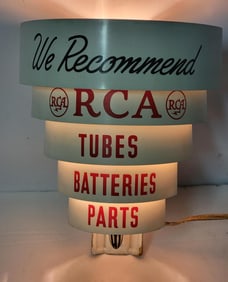 We Recommend
RCA RCA RCA
TUBES
BATTERIES
PARTS